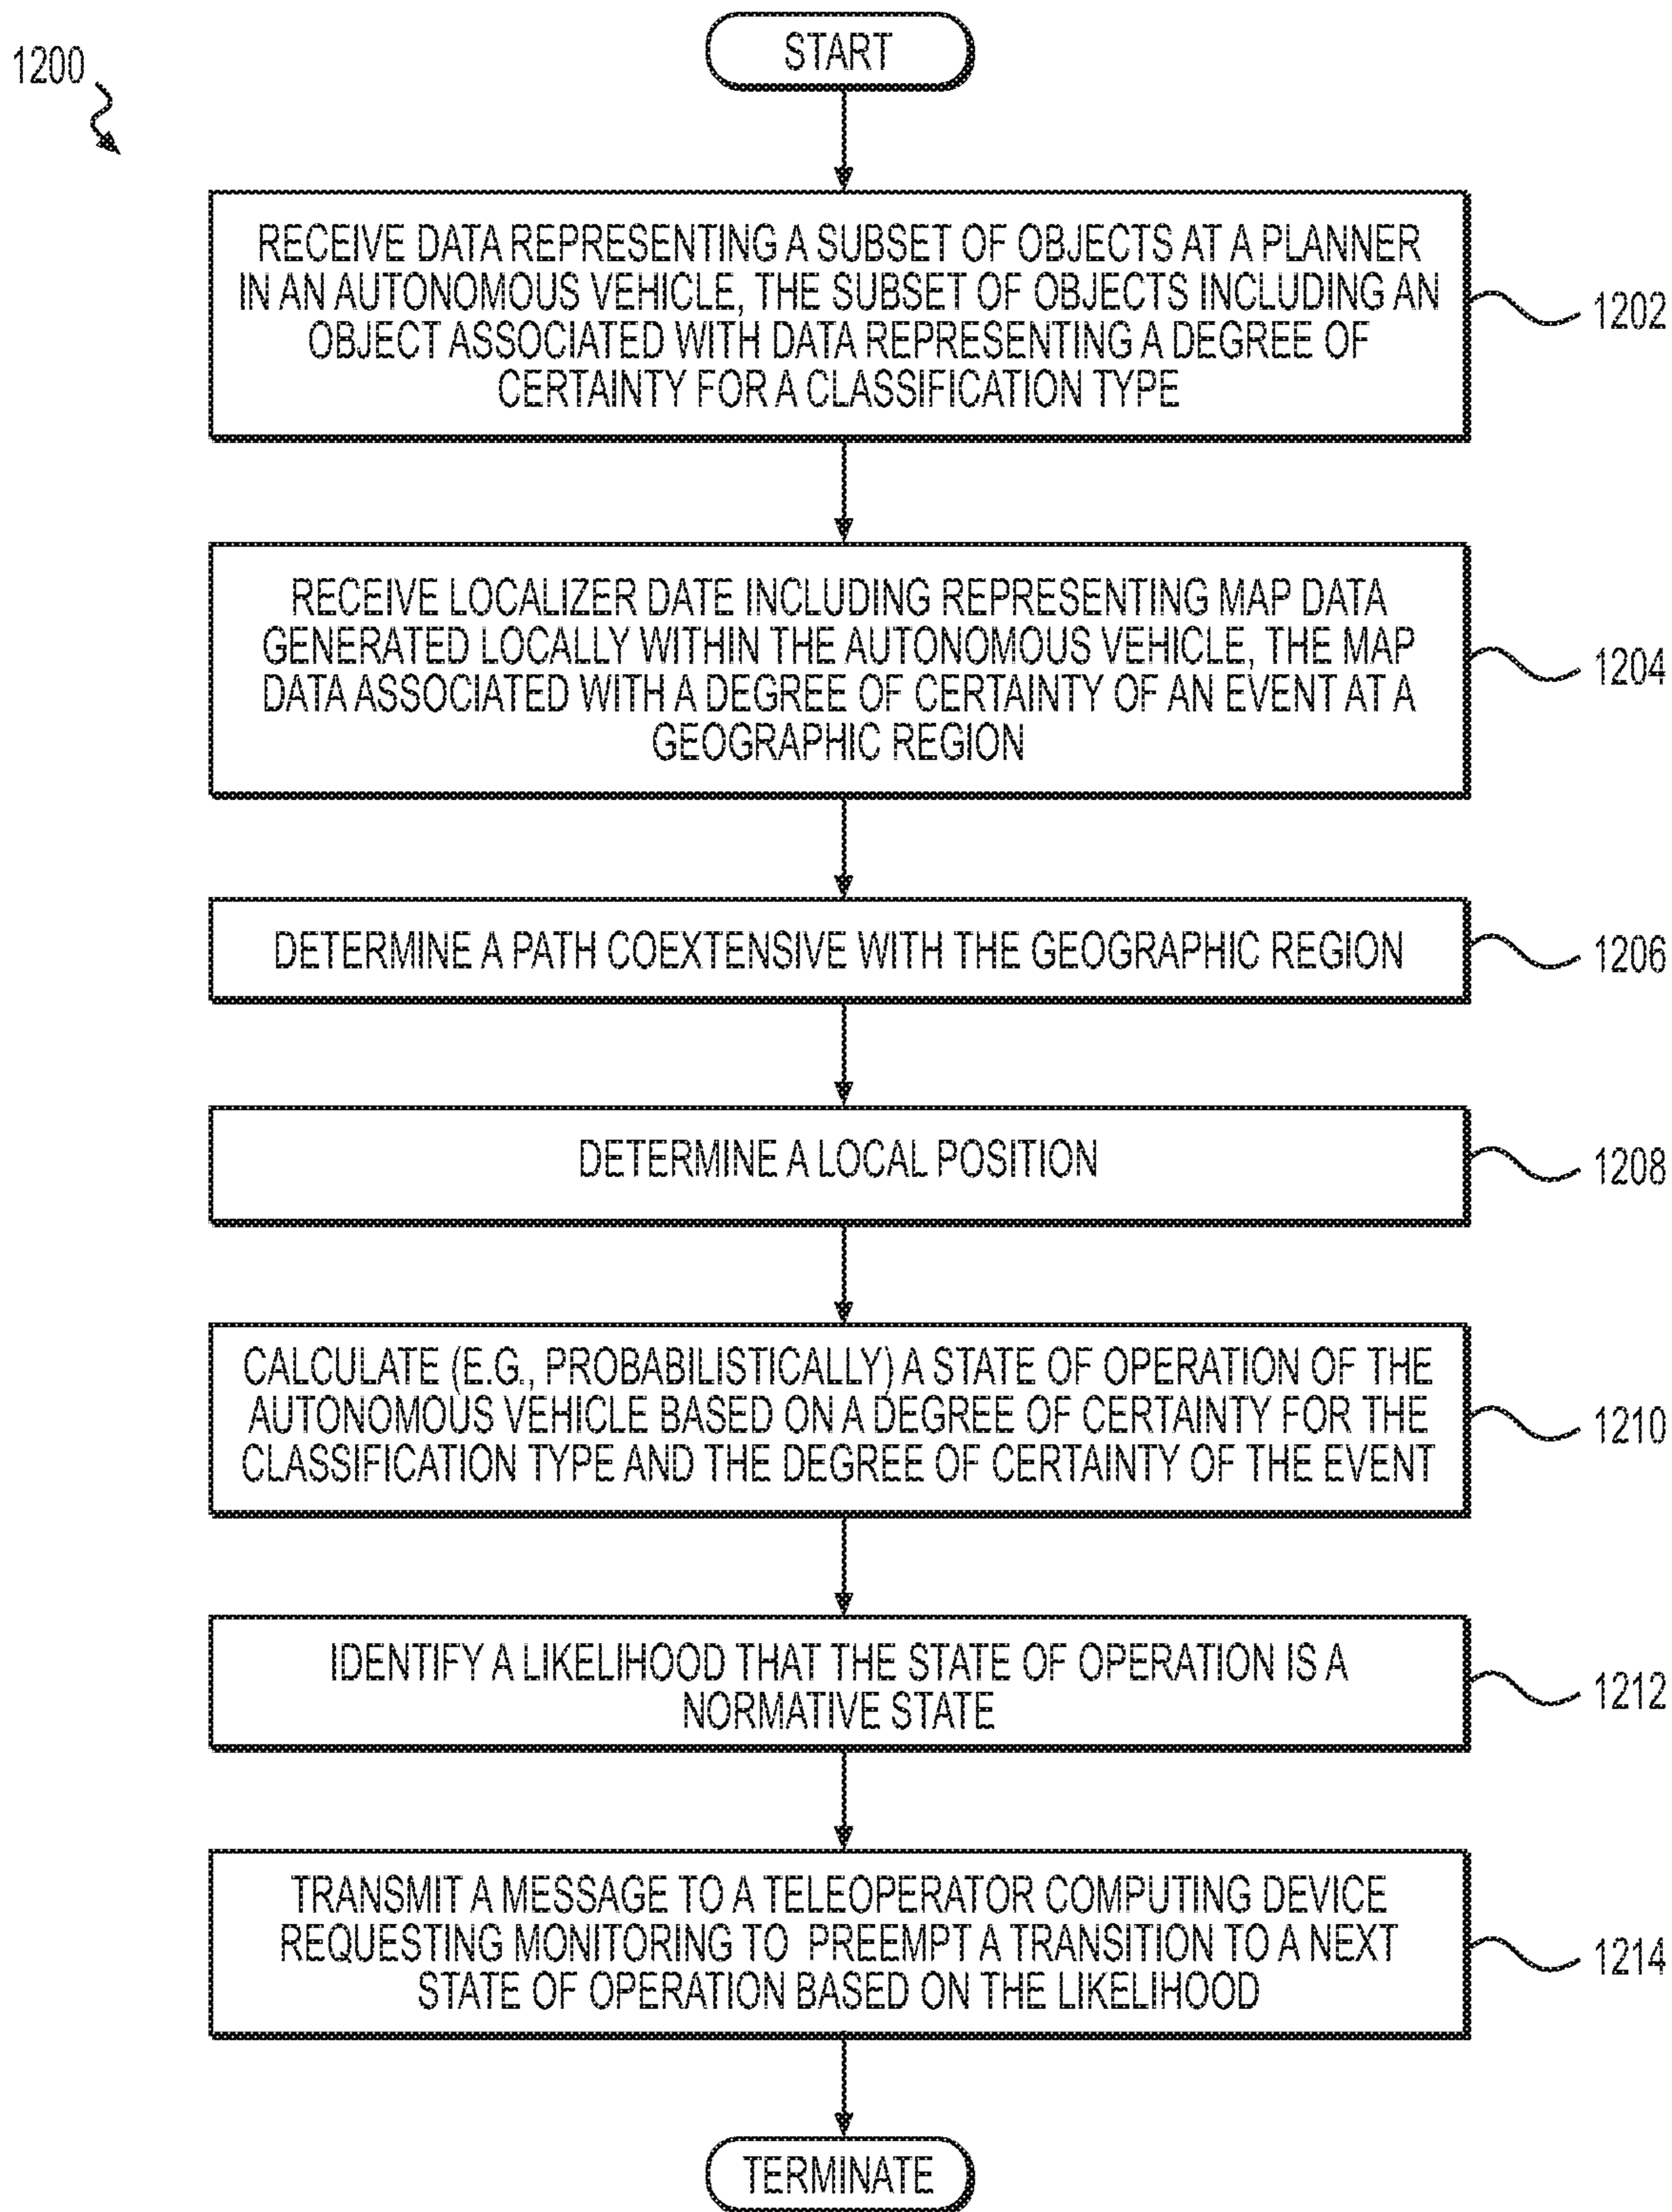 1200
START
RECEIVE DATA REPRESENTING A SUBSET OF OBJECTS AT A PLANNER
IN AN AUTONOMOUS VEHICLE, THE SUBSET OF OBJECTS INCLUDING AN
OBJECT ASSOCIATED WITH DATA REPRESENTING A DEGREE OF
CERTAINTY FOR A CLASSIFICATION TYPE
1202
RECEIVE LOCALIZER DATE INCLUDING REPRESENTING MAP DATA
GENERATED LOCALLY WITHIN THE AUTONOMOUS VEHICLE, THE MAP
DATA ASSOCIATED WITH A DEGREE OF CERTAINTY OF AN EVENT AT A
GEOGRAPHIC REGION
1204
DETERMINE A PATH COEXTENSIVE WITH THE GEOGRAPHIC REGION
1206
DETERMINE A LOCAL POSITION
1208
CALCULATE (E.G., PROBABILISTICALLY) A STATE OF OPERATION OF THE
AUTONOMOUS VEHICLE BASED ON A DEGREE OF CERTAINTY FOR THE
CLASSIFICATION TYPE AND THE DEGREE OF CERTAINTY OF THE EVENT
1210
IDENTIFY A LIKELIHOOD THAT THE STATE OF OPERATION IS A
NORMATIVE STATE
1212
TRANSMIT A MESSAGE TO A TELEOPERATOR COMPUTING DEVICE
REQUESTING MONITORING TO PREEMPT A TRANSITION TO A NEXT
STATE OF OPERATION BASED ON THE LIKELIHOOD
1214
TERMINATE